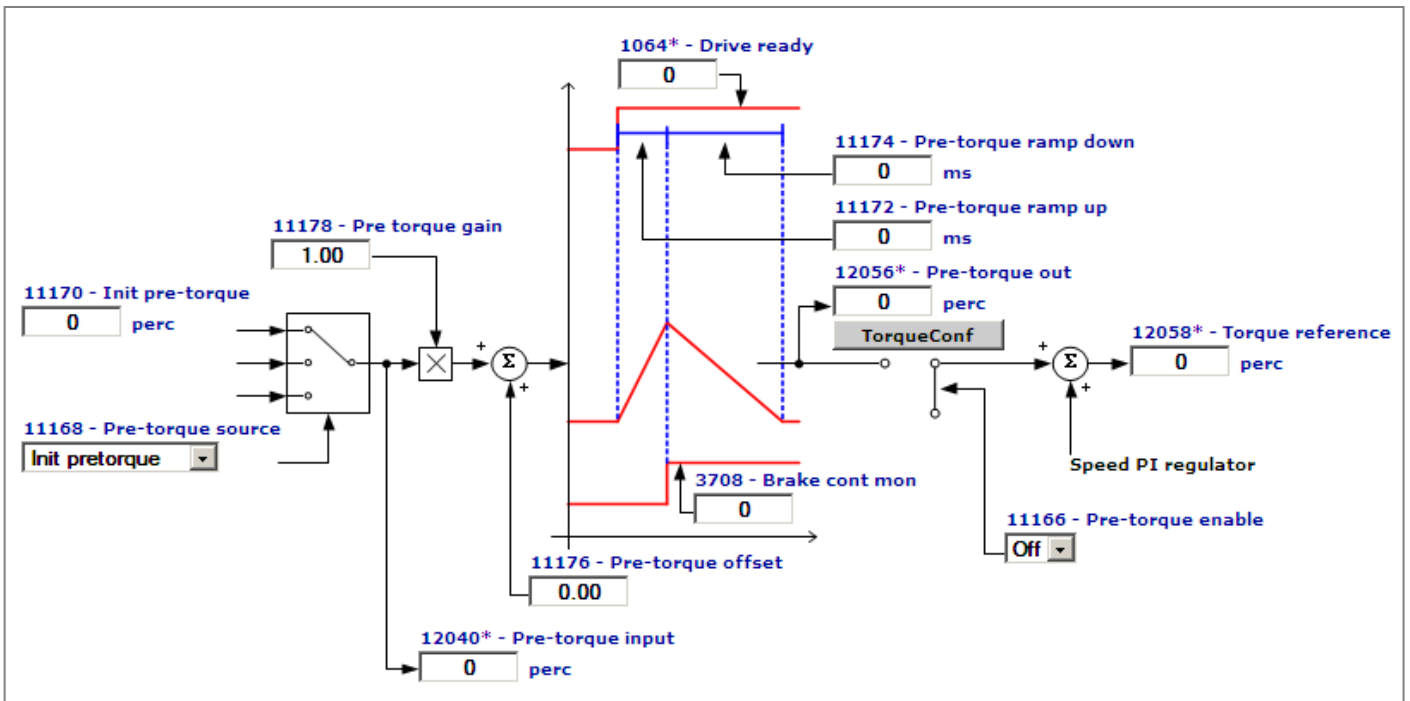 1064* - Drive ready
0
11174 - Pre-torque ramp down
0 ms
11172 - Pre-torque ramp up
0 ms
11178 - Pre torque gain
1.00
12056* - Pre-torque out
0 perc
TorqueConf
11170 - Init pre-torque
0 perc
12058* - Torque reference
0 perc
+
Σ
+
+
Σ
+
11168 - Pre-torque source
Init pretorque
Speed PI regulator
3708 - Brake cont mon
0
11166 - Pre-torque enable
Off
11176 - Pre-torque offset
0.00
12040* - Pre-torque input
0 perc